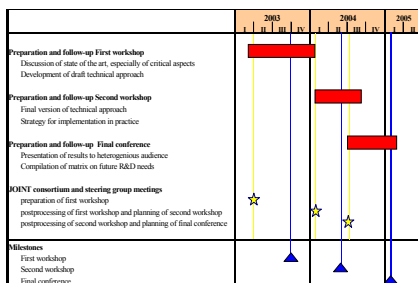 2003 2004 2005
I II III IV I II III IV I II
Preparation and follow-up First workshop
Discussion of state of the art, especially of critical aspects
Development of draft technical approach
Preparation and follow-up Second workshop
Final version of technical approach
Strategy for implementation in practice
Preparation and follow-up Final conference
Presentation of results to heterogenious audience
Compilation of matrix on future R&D needs
JOINT consortium and steering group meetings
preparation of first workshop
postprocessing of first workshop and planning of second workshop
postprocessing of second workshop and planning of final conference
Milestones
First workshop
Second workshop
Final conference